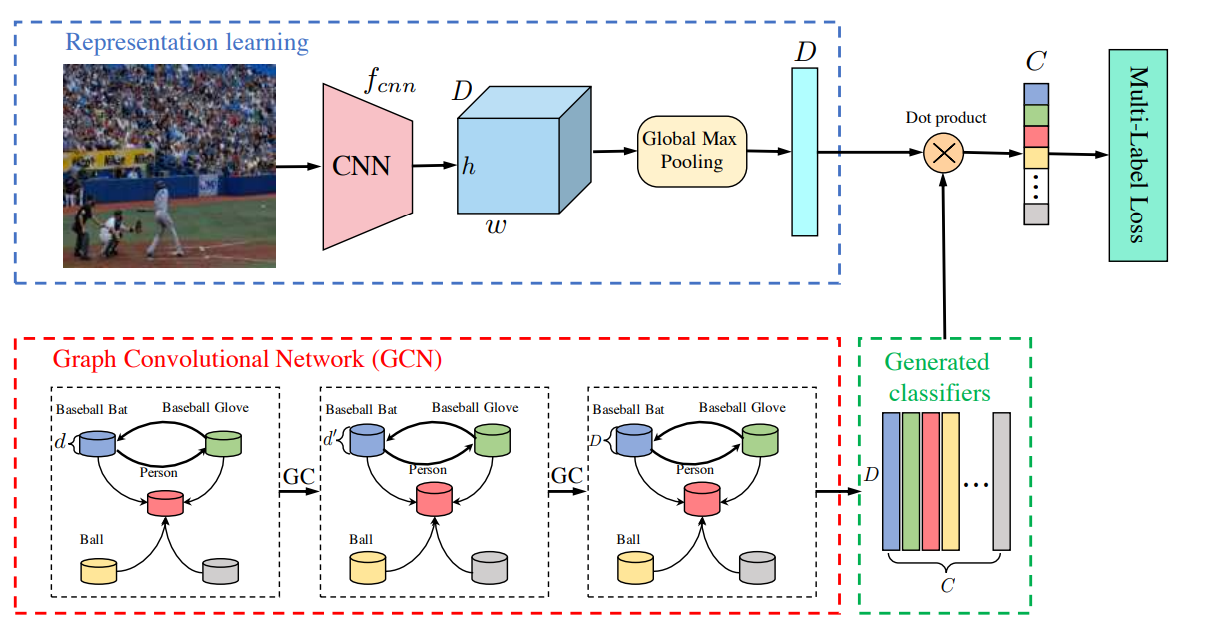 Representation learning
f_cnn
D
D
C
CNN
h
w
Global Max
Pooling
Dot product
Multi-Label Loss
Graph Convolutional Network (GCN)
Baseball Bat
Baseball Glove
d
Person
Ball
GC
Baseball Bat
Baseball Glove
d′
Person
Ball
GC
Baseball Bat
Baseball Glove
D
Person
Ball
Generated
classifiers
D
...
C